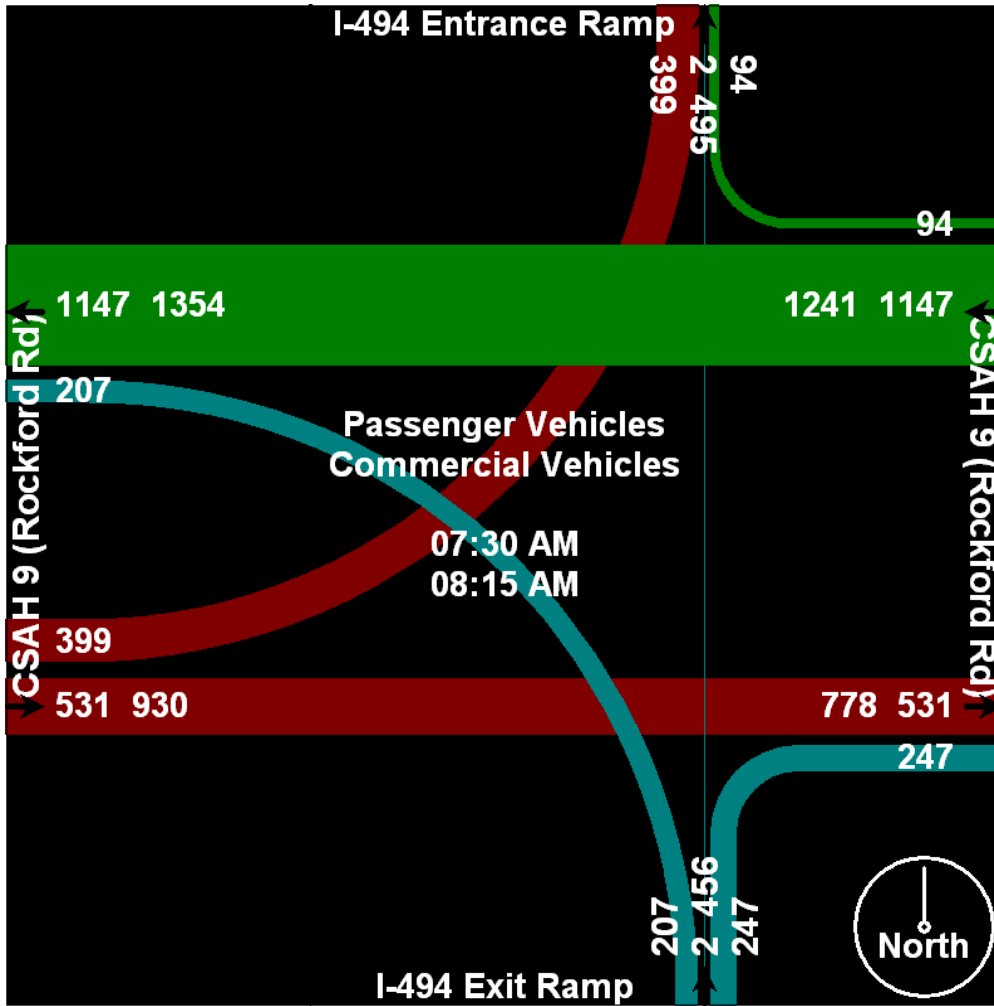 I-494 Entrance Ramp
399
2 495
94
94
1147 1354
1241 1147
CSAH 9 (Rockford Rd)
CSAH 9 (Rockford Rd)
207
Passenger Vehicles
Commercial Vehicles
07:30 AM
08:15 AM
399
531 930
778 531
247
207
2 456
247
North
I-494 Exit Ramp